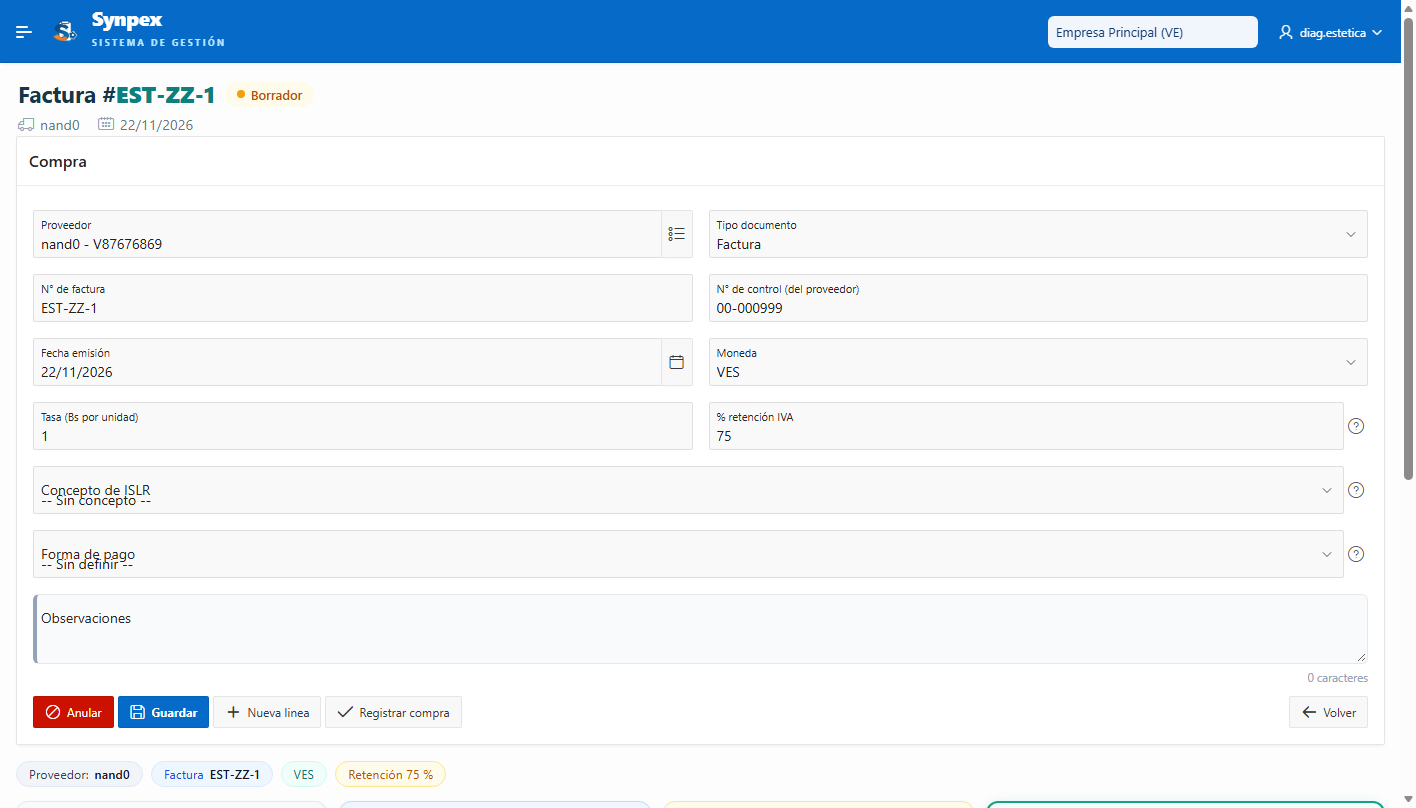 Synpex
SISTEMA DE GESTIÓN
Empresa Principal (VE)
diag.estetica
Factura #EST-ZZ-1
Borrador
nand0
22/11/2026
Compra
Proveedor
nand0 - V87676869
Tipo documento
Factura
N° de factura
EST-ZZ-1
N° de control (del proveedor)
00-000999
Fecha emisión
22/11/2026
Moneda
VES
Tasa (Bs por unidad)
1
% retención IVA
75
Concepto de ISLR
-- Sin concepto --
Forma de pago
-- Sin definir --
Observaciones
0 caracteres
Anular
Guardar
Nueva linea
Registrar compra
Volver
Proveedor: nand0
Factura EST-ZZ-1
VES
Retención 75 %